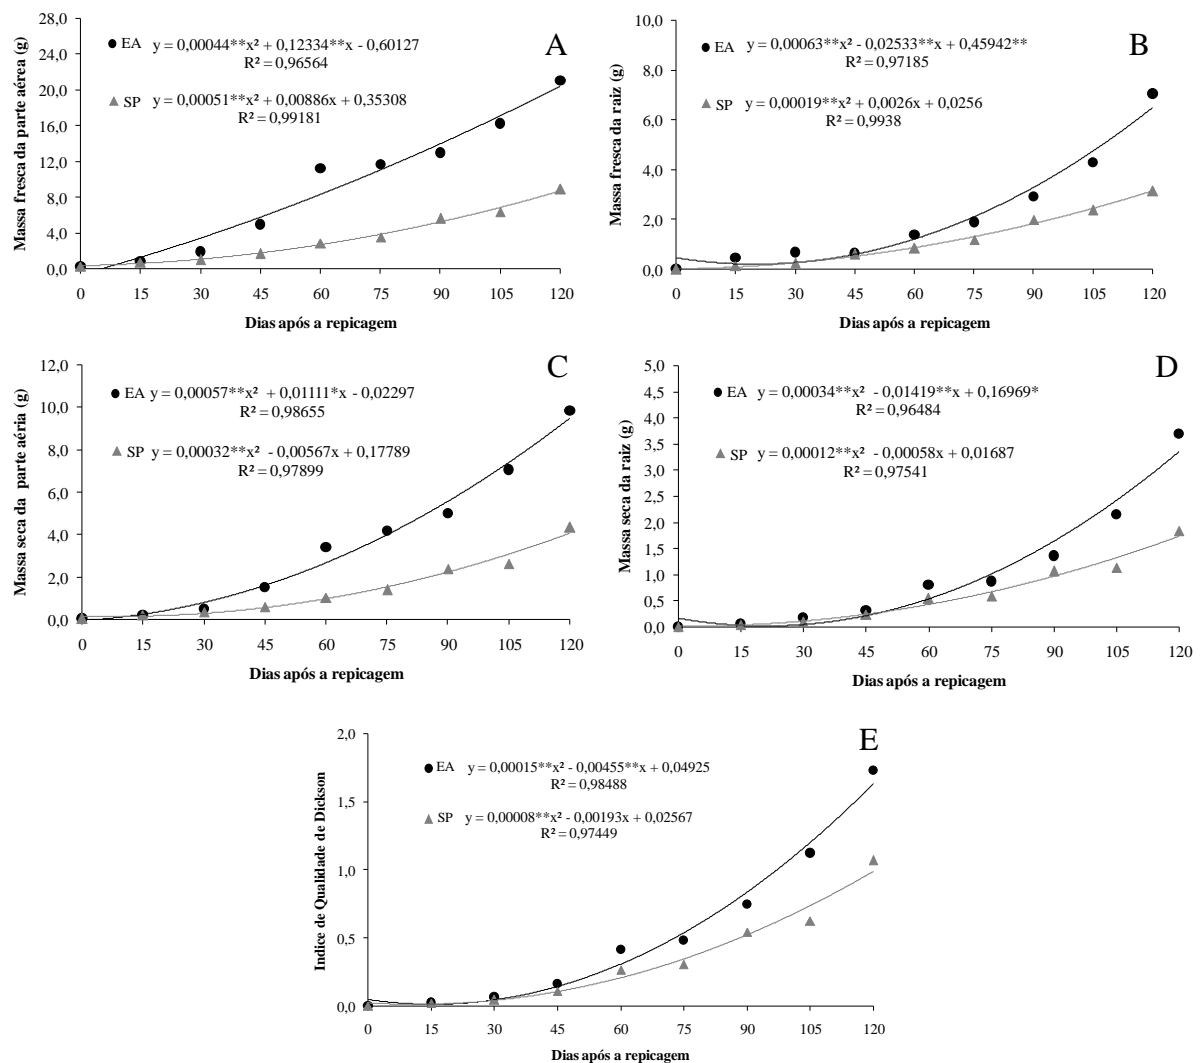 A
28,0
24,0
20,0
16,0
12,0
8,0
4,0
0,0
Massa fresca da parte aérea (g)
EA y = 0,00044**x² + 0,12334**x - 0,60127
R² = 0,96564
SP y = 0,00051**x² + 0,00886x + 0,35308
R² = 0,99181
0 15 30 45 60 75 90 105 120
Dias após a repicagem
B
10,0
8,0
6,0
4,0
2,0
0,0
Massa fresca da raiz (g)
EA y = 0,00063**x² - 0,02533**x + 0,45942**
R² = 0,97185
SP y = 0,00019**x² + 0,0026x + 0,0256
R² = 0,9938
0 15 30 45 60 75 90 105 120
Dias após a repicagem
C
12,0
10,0
8,0
6,0
4,0
2,0
0,0
Massa seca da parte aéria (g)
EA y = 0,00057**x² + 0,01111*x - 0,02297
R² = 0,98655
SP y = 0,00032**x² - 0,00567x + 0,17789
R² = 0,97899
0 15 30 45 60 75 90 105 120
Dias após a repicagem
D
5,0
4,5
4,0
3,5
3,0
2,5
2,0
1,5
1,0
0,5
0,0
Massa seca da raiz (g)
EA y = 0,00034**x² - 0,01419**x + 0,16969*
R² = 0,96484
SP y = 0,00012**x² - 0,00058x + 0,01687
R² = 0,97541
0 15 30 45 60 75 90 105 120
Dias após a repicagem
E
2,0
1,5
1,0
0,5
0,0
Indice de Qualidade de Dickson
EA y = 0,00015**x² - 0,00455**x + 0,04925
R² = 0,98488
SP y = 0,00008**x² - 0,00193x + 0,02567
R² = 0,97449
0 15 30 45 60 75 90 105 120
Dias após a repicagem